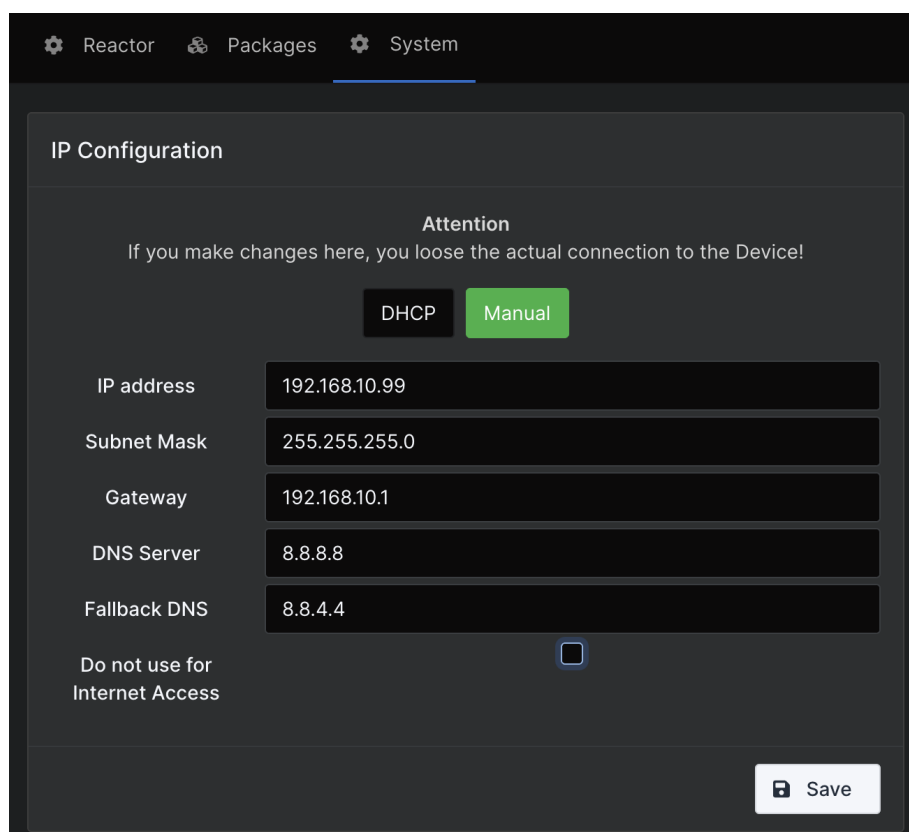 Reactor Packages System
IP Configuration
Attention
If you make changes here, you loose the actual connection to the Device!
DHCP Manual
IP address 192.168.10.99
Subnet Mask 255.255.255.0
Gateway 192.168.10.1
DNS Server 8.8.8.8
Fallback DNS 8.8.4.4
Do not use for
Internet Access
Save